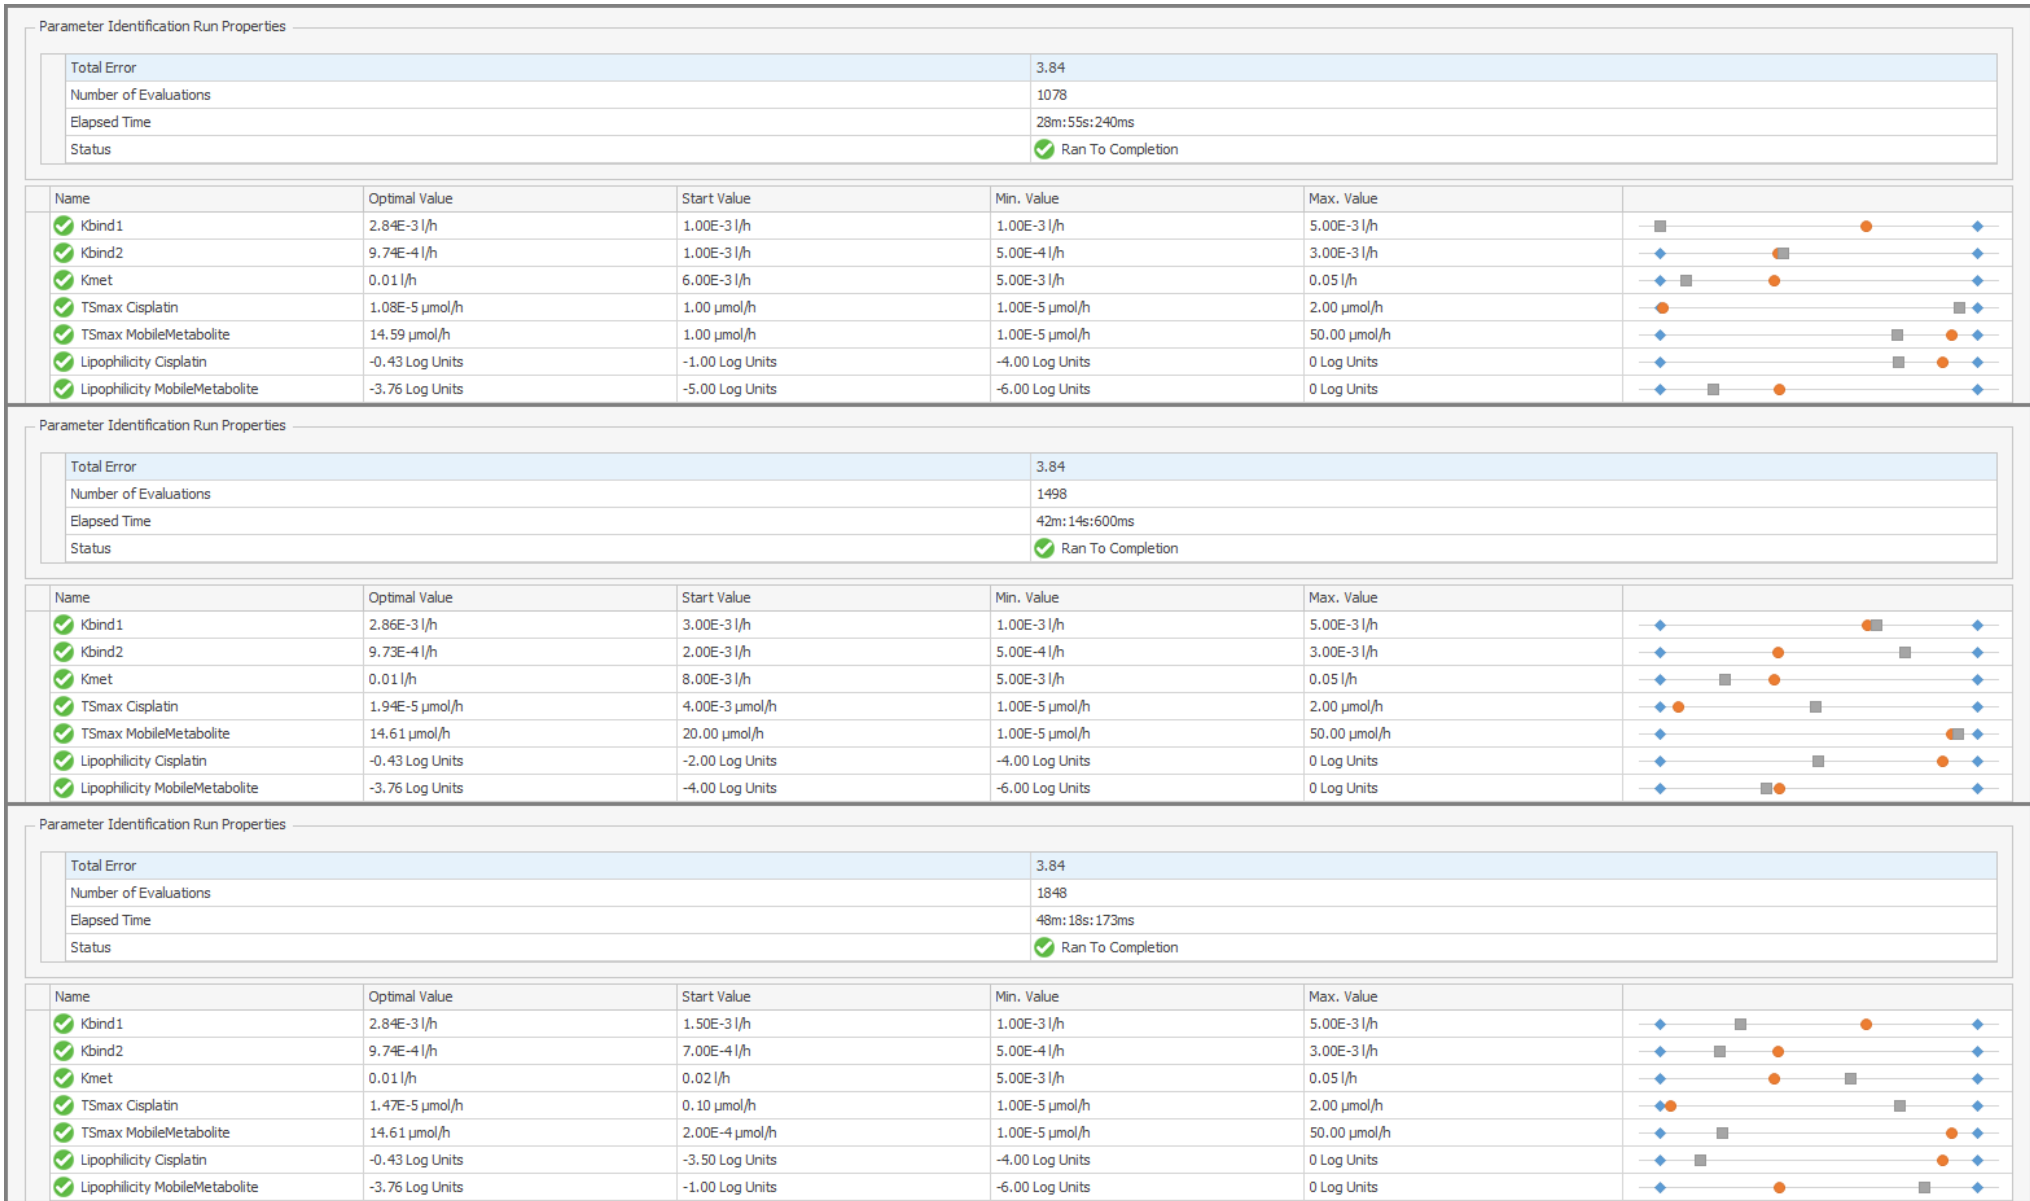 Parameter Identification Run Properties
Total Error 3.84
Number of Evaluations 1078
Elapsed Time 28m:55s:240ms
Status Ran To Completion
Name Optimal Value Start Value Min. Value Max. Value
Kbind1 2.84E-3 l/h 1.00E-3 l/h 1.00E-3 l/h 5.00E-3 l/h
Kbind2 9.74E-4 l/h 1.00E-3 l/h 5.00E-4 l/h 3.00E-3 l/h
Kmet 0.01 l/h 6.00E-3 l/h 5.00E-3 l/h 0.05 l/h
TSmax Cisplatin 1.08E-5 µmol/h 1.00 µmol/h 1.00E-5 µmol/h 2.00 µmol/h
TSmax MobileMetabolite 14.59 µmol/h 1.00 µmol/h 1.00E-5 µmol/h 50.00 µmol/h
Lipophilicity Cisplatin -0.43 Log Units -1.00 Log Units -4.00 Log Units 0 Log Units
Lipophilicity MobileMetabolite -3.76 Log Units -5.00 Log Units -6.00 Log Units 0 Log Units
Parameter Identification Run Properties
Total Error 3.84
Number of Evaluations 1498
Elapsed Time 42m:14s:600ms
Status Ran To Completion
Name Optimal Value Start Value Min. Value Max. Value
Kbind1 2.86E-3 l/h 3.00E-3 l/h 1.00E-3 l/h 5.00E-3 l/h
Kbind2 9.73E-4 l/h 2.00E-3 l/h 5.00E-4 l/h 3.00E-3 l/h
Kmet 0.01 l/h 8.00E-3 l/h 5.00E-3 l/h 0.05 l/h
TSmax Cisplatin 1.94E-5 µmol/h 4.00E-3 µmol/h 1.00E-5 µmol/h 2.00 µmol/h
TSmax MobileMetabolite 14.61 µmol/h 20.00 µmol/h 1.00E-5 µmol/h 50.00 µmol/h
Lipophilicity Cisplatin -0.43 Log Units -2.00 Log Units -4.00 Log Units 0 Log Units
Lipophilicity MobileMetabolite -3.76 Log Units -4.00 Log Units -6.00 Log Units 0 Log Units
Parameter Identification Run Properties
Total Error 3.84
Number of Evaluations 1848
Elapsed Time 48m:18s:173ms
Status Ran To Completion
Name Optimal Value Start Value Min. Value Max. Value
Kbind1 2.84E-3 l/h 1.50E-3 l/h 1.00E-3 l/h 5.00E-3 l/h
Kbind2 9.74E-4 l/h 7.00E-4 l/h 5.00E-4 l/h 3.00E-3 l/h
Kmet 0.01 l/h 0.02 l/h 5.00E-3 l/h 0.05 l/h
TSmax Cisplatin 1.47E-5 µmol/h 0.10 µmol/h 1.00E-5 µmol/h 2.00 µmol/h
TSmax MobileMetabolite 14.61 µmol/h 2.00E-4 µmol/h 1.00E-5 µmol/h 50.00 µmol/h
Lipophilicity Cisplatin -0.43 Log Units -3.50 Log Units -4.00 Log Units 0 Log Units
Lipophilicity MobileMetabolite -3.76 Log Units -1.00 Log Units -6.00 Log Units 0 Log Units